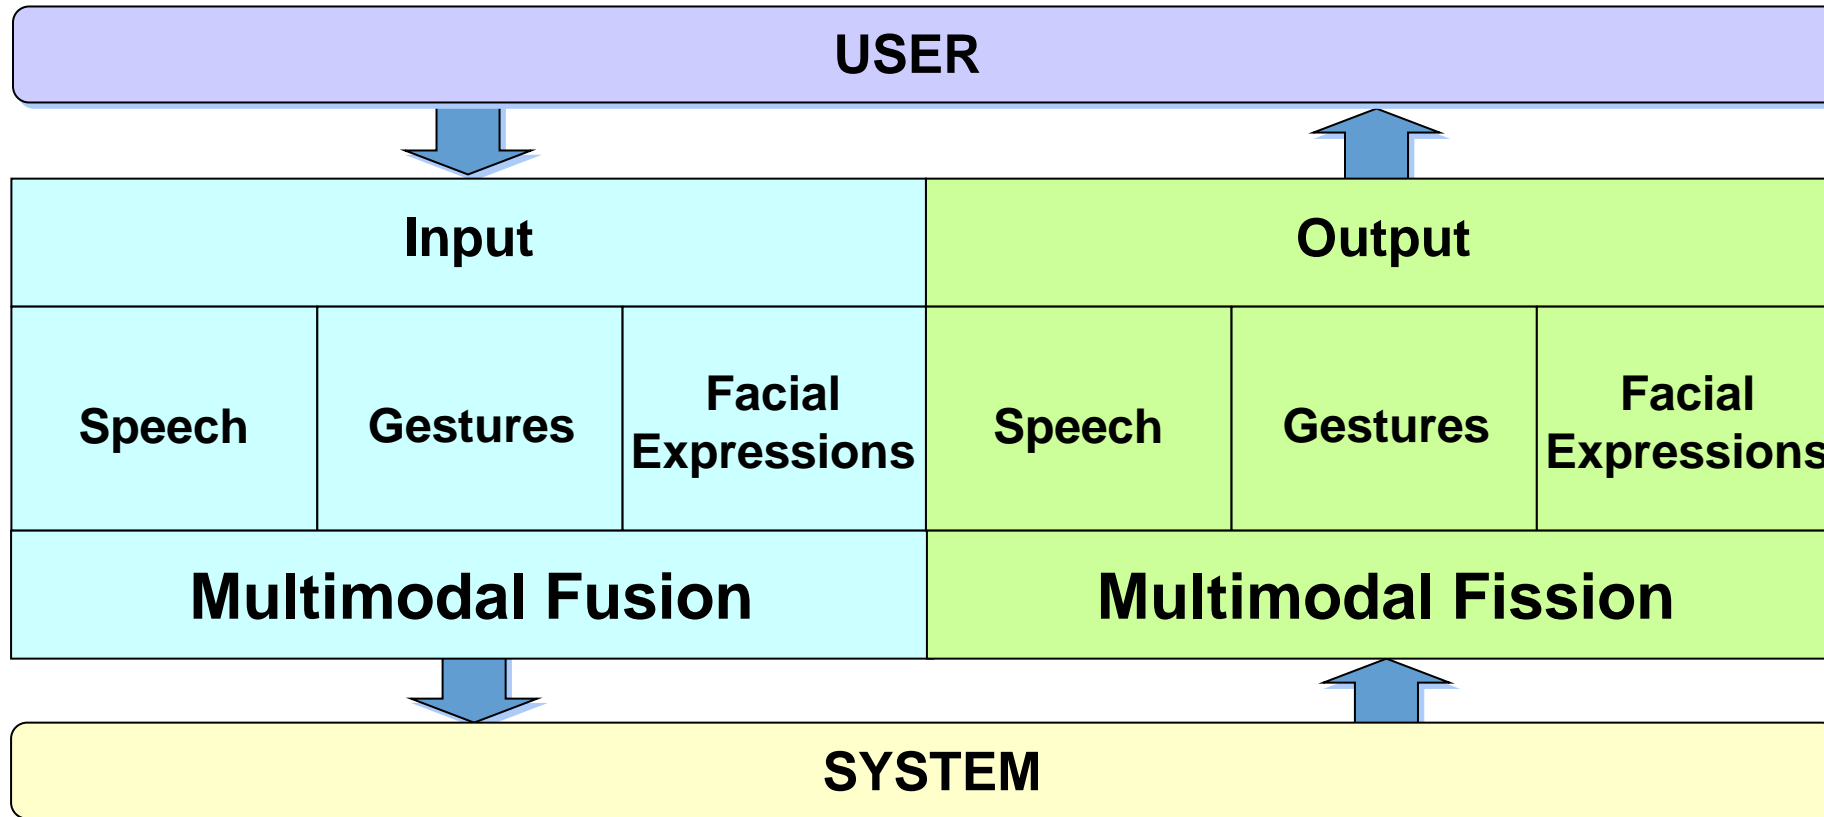 USER
Input
Output
Speech
Gestures
Facial
Expressions
Speech
Gestures
Facial
Expressions
Multimodal Fusion
Multimodal Fission
SYSTEM